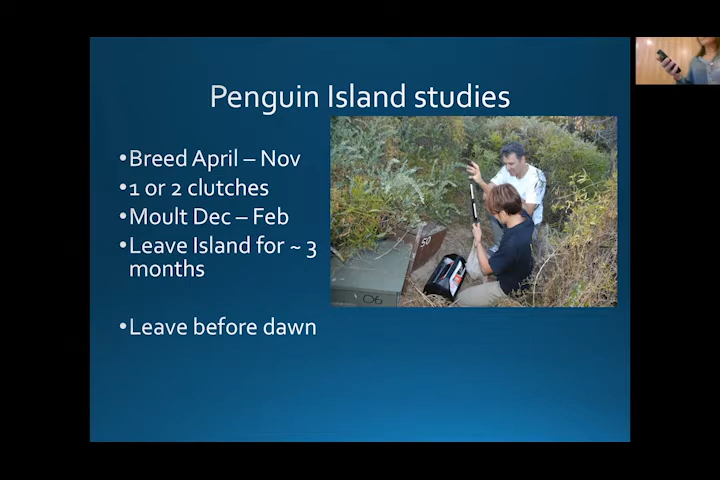 Penguin Island studies
•Breed April – Nov
•1 or 2 clutches
•Moult Dec – Feb
•Leave Island for ~ 3
months
•Leave before dawn
50
06